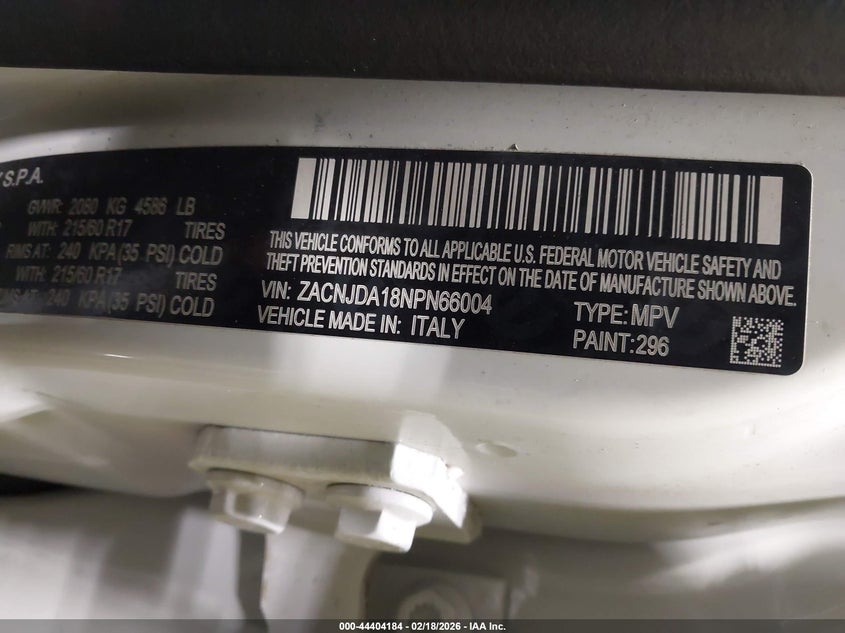 S.P.A.
GVWR: 2080 KG 4586 LB
WITH: 215/60 R17 TIRES
RIMS AT: 240 KPA(35 PSI) COLD
WITH: 215/60 R17 TIRES
RIMS AT: 240 KPA(35 PSI) COLD
THIS VEHICLE CONFORMS TO ALL APPLICABLE U.S. FEDERAL MOTOR VEHICLE SAFETY AND
THEFT PREVENTION STANDARDS IN EFFECT ON THE DATE OF MANUFACTURE SHOWN ABOVE.
VIN: ZACNJDA18NPN66004 TYPE: MPV
VEHICLE MADE IN: ITALY PAINT:296
000-44404184 - 02/18/2026 - IAA Inc.